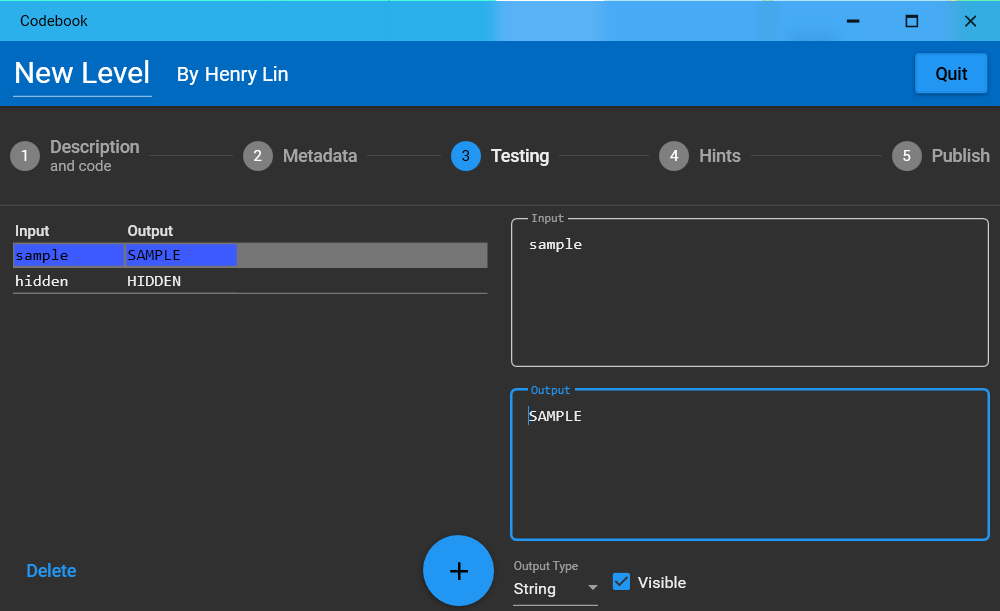 Codebook
New Level By Henry Lin Quit
1 Description and code 2 Metadata 3 Testing 4 Hints 5 Publish
Input Output
sample SAMPLE
hidden HIDDEN
Input
sample
Output
SAMPLE
Delete
+
Output Type
String
Visible